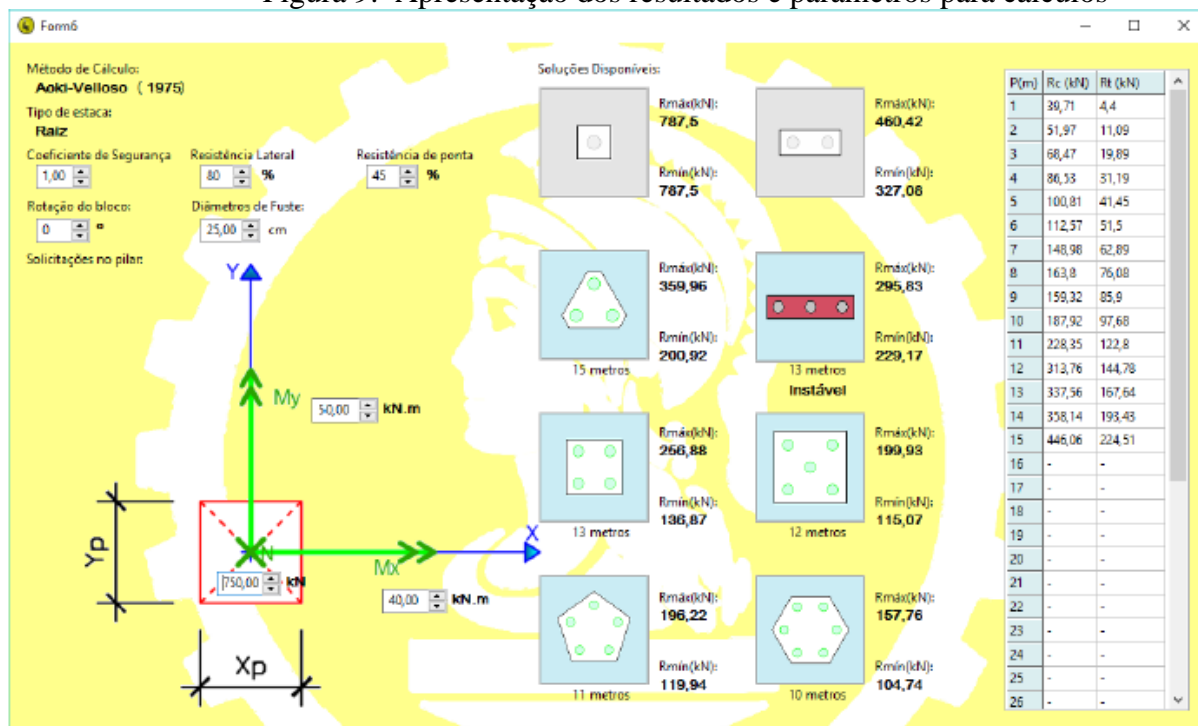 Figura 9: Apresentação dos resultados e parâmetros para cálculos
Form6
Método de Cálculo:
Aoki-Velloso ( 1975)
Tipo de estaca:
Raiz
Coeficiente de Segurança
Resistência Lateral
Resistência de ponta
1,00
80 %
45 %
Rotação do bloco:
Diâmetros de Fuste:
0 º
25,00 cm
Solicitações no pilar:
Y
My
50,00 kN.m
X
N
750,00 kN
Mx
40,00 kN.m
Yp
Xp
Soluções Disponíveis:
Rmáx(kN):
787,5
Rmín(kN):
787,5
Rmáx(kN):
460,42
Rmín(kN):
327,08
Rmáx(kN):
359,96
Rmín(kN):
200,92
15 metros
Rmáx(kN):
295,83
Rmín(kN):
229,17
13 metros
Instável
Rmáx(kN):
256,88
Rmín(kN):
136,87
13 metros
Rmáx(kN):
199,93
Rmín(kN):
115,07
12 metros
Rmáx(kN):
196,22
Rmín(kN):
119,94
11 metros
Rmáx(kN):
157,76
Rmín(kN):
104,74
10 metros
P(m) Rc (kN) Rt (kN)
1 39,71 4,4
2 51,97 11,09
3 68,47 19,89
4 86,53 31,19
5 100,81 41,45
6 112,57 51,5
7 148,98 62,89
8 163,8 76,08
9 159,32 85,9
10 187,92 97,68
11 228,35 122,8
12 313,76 144,78
13 337,56 167,64
14 358,14 193,43
15 446,06 224,51
16 - -
17 - -
18 - -
19 - -
20 - -
21 - -
22 - -
23 - -
24 - -
25 - -
26 - -